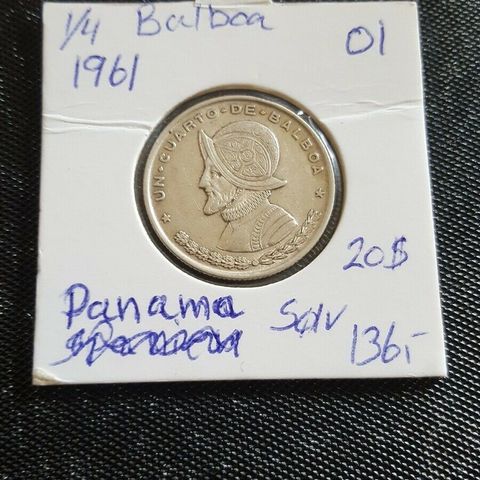 1/4 Balboa
01
1961
★ UN · CUARTO · DE · BALBOA ★
20$
Panama
Sølv
136,-